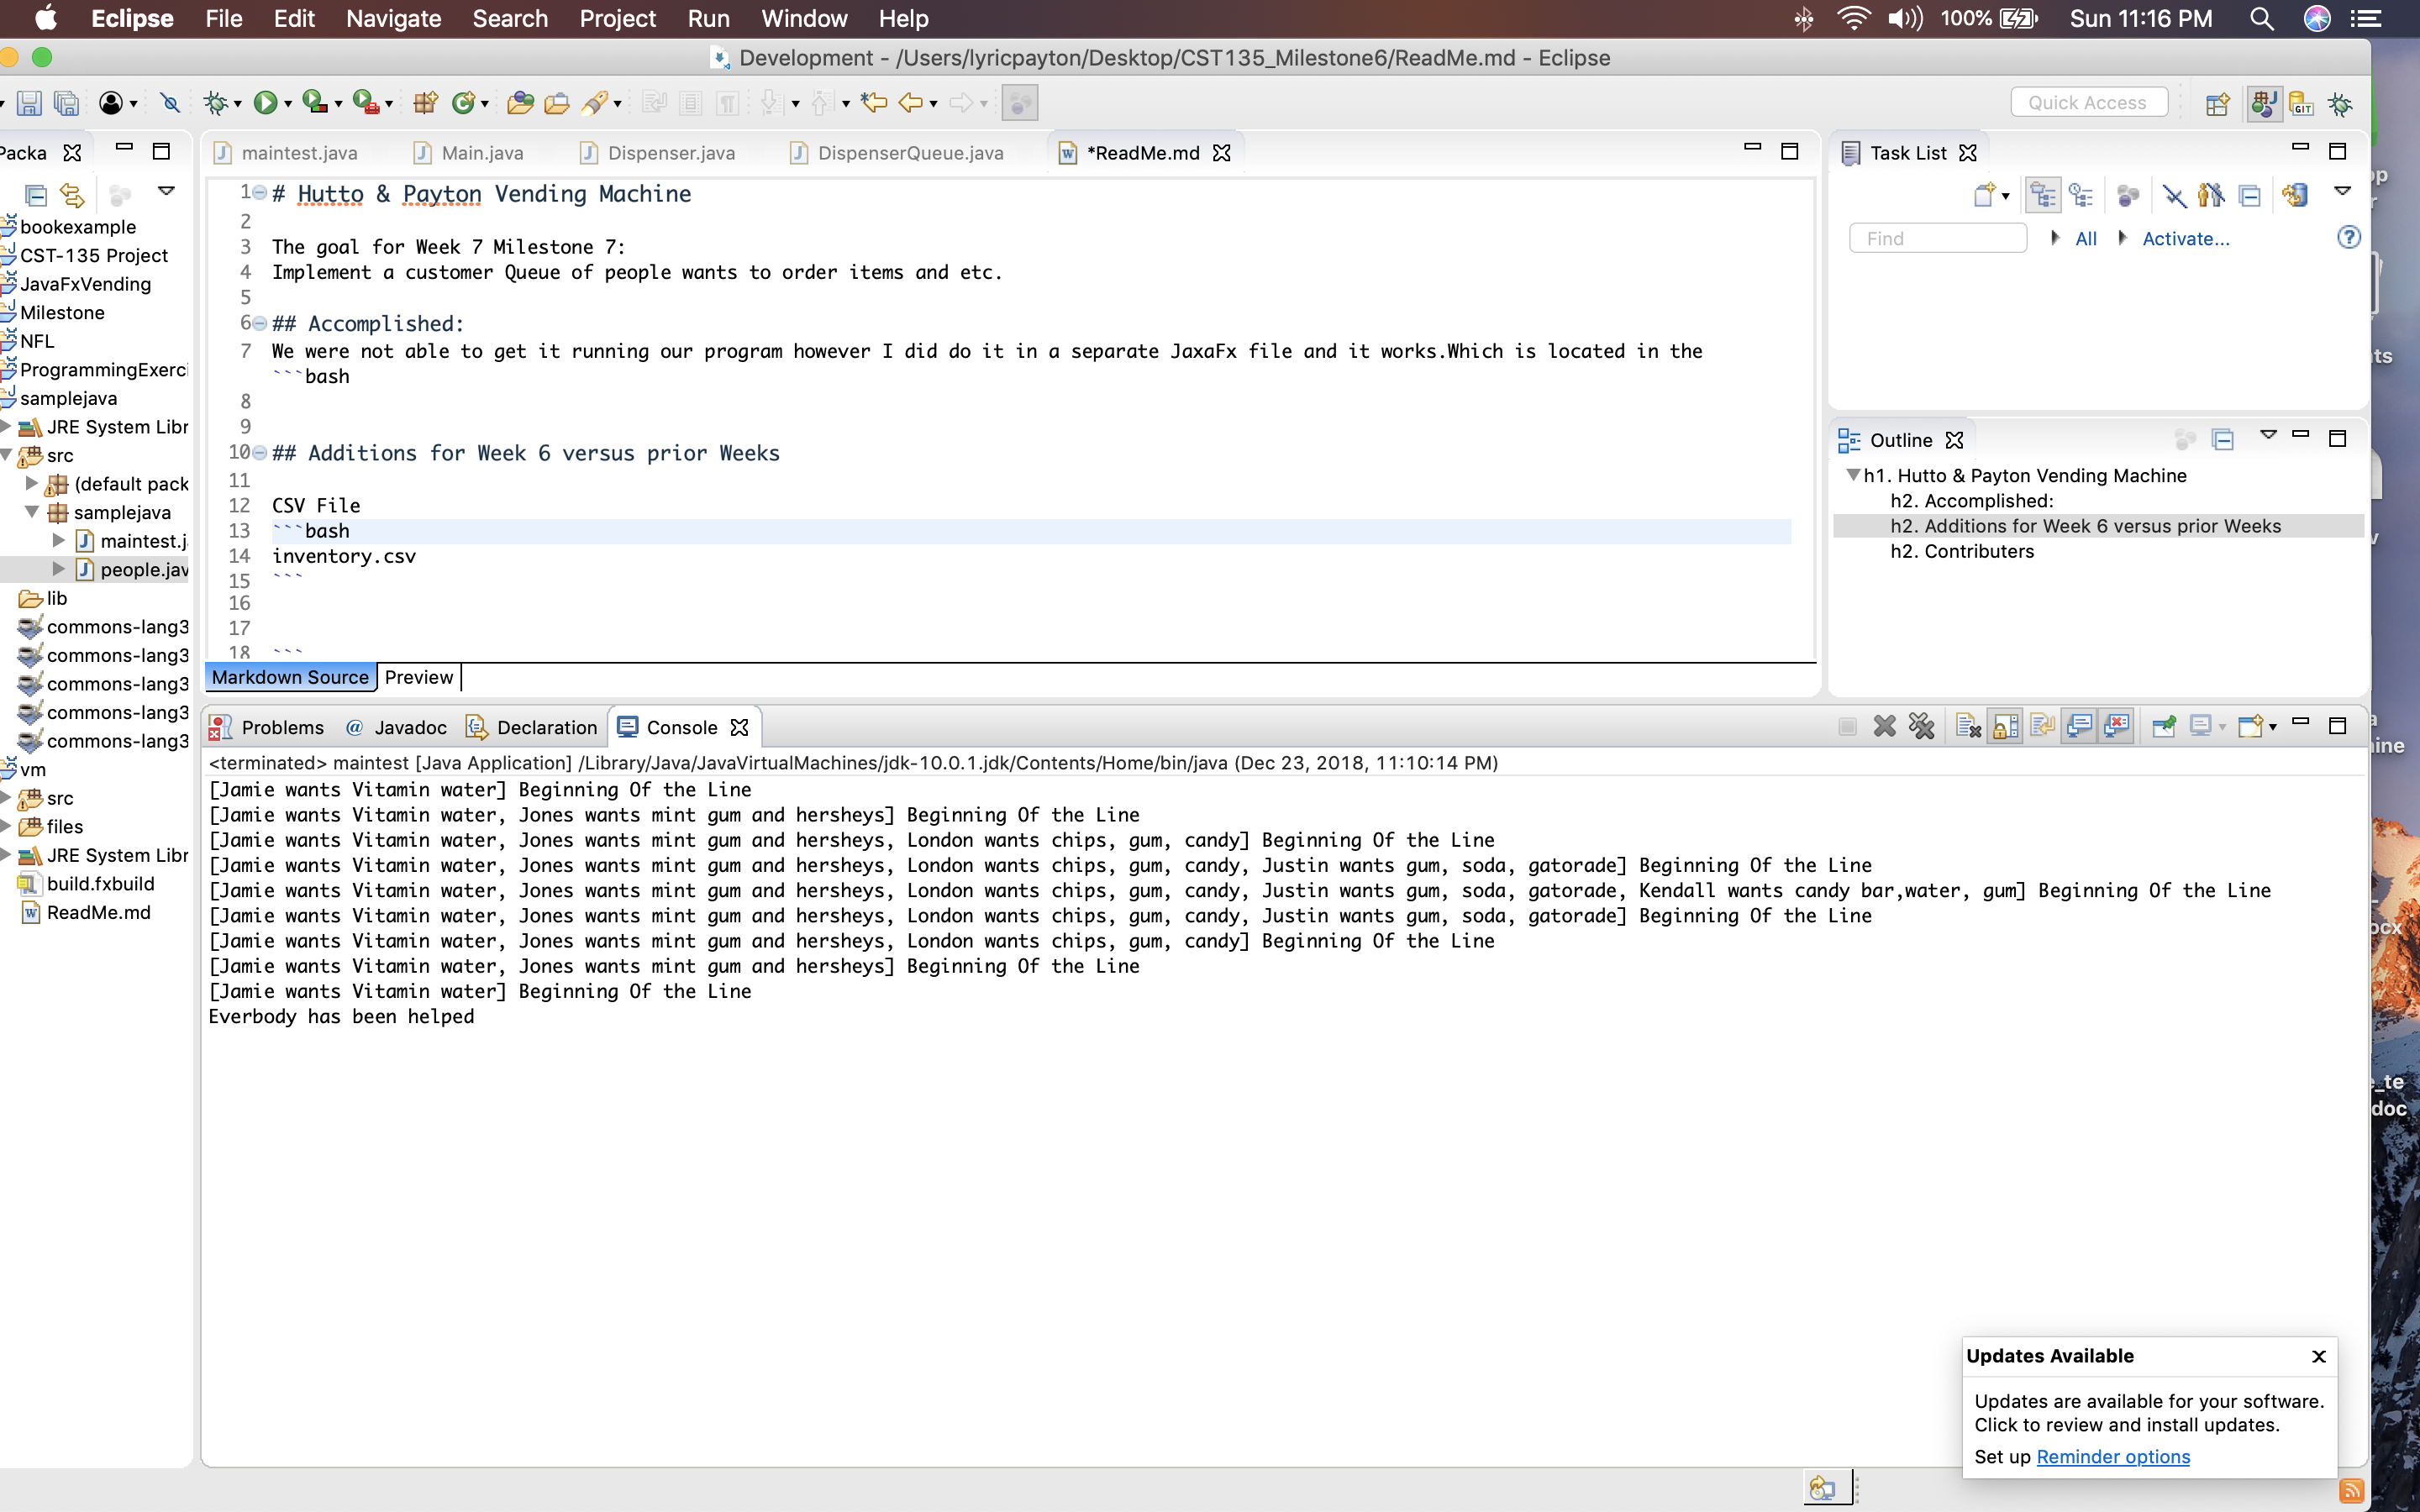 Eclipse File Edit Navigate Search Project Run Window Help 100% Sun 11:16 PM
Development - /Users/lyricpayton/Desktop/CST135_Milestone6/ReadMe.md - Eclipse
Quick Access
Packa
bookexample
CST-135 Project
JavaFxVending
Milestone
NFL
ProgrammingExerci
samplejava
JRE System Libr
src
(default pack
samplejava
maintest.j
people.jav
lib
commons-lang3
commons-lang3
commons-lang3
commons-lang3
commons-lang3
vm
src
files
JRE System Libr
build.fxbuild
ReadMe.md
maintest.java Main.java Dispenser.java DispenserQueue.java *ReadMe.md
1 # Hutto & Payton Vending Machine
2
3 The goal for Week 7 Milestone 7:
4 Implement a customer Queue of people wants to order items and etc.
5
6 ## Accomplished:
7 We were not able to get it running our program however I did do it in a separate JaxaFx file and it works.Which is located in the
```bash
8
9
10 ## Additions for Week 6 versus prior Weeks
11
12 CSV File
13 ```bash
14 inventory.csv
15 ```
16
17
18 ```
Markdown Source Preview
Task List
Find All Activate...
Outline
h1. Hutto & Payton Vending Machine
h2. Accomplished:
h2. Additions for Week 6 versus prior Weeks
h2. Contributers
Problems @ Javadoc Declaration Console
<terminated> maintest [Java Application] /Library/Java/JavaVirtualMachines/jdk-10.0.1.jdk/Contents/Home/bin/java (Dec 23, 2018, 11:10:14 PM)
[Jamie wants Vitamin water] Beginning Of the Line
[Jamie wants Vitamin water, Jones wants mint gum and hersheys] Beginning Of the Line
[Jamie wants Vitamin water, Jones wants mint gum and hersheys, London wants chips, gum, candy] Beginning Of the Line
[Jamie wants Vitamin water, Jones wants mint gum and hersheys, London wants chips, gum, candy, Justin wants gum, soda, gatorade] Beginning Of the Line
[Jamie wants Vitamin water, Jones wants mint gum and hersheys, London wants chips, gum, candy, Justin wants gum, soda, gatorade, Kendall wants candy bar,water, gum] Beginning Of the Line
[Jamie wants Vitamin water, Jones wants mint gum and hersheys, London wants chips, gum, candy, Justin wants gum, soda, gatorade] Beginning Of the Line
[Jamie wants Vitamin water, Jones wants mint gum and hersheys, London wants chips, gum, candy] Beginning Of the Line
[Jamie wants Vitamin water, Jones wants mint gum and hersheys] Beginning Of the Line
[Jamie wants Vitamin water] Beginning Of the Line
Everbody has been helped
Updates Available
Updates are available for your software.
Click to review and install updates.
Set up Reminder options